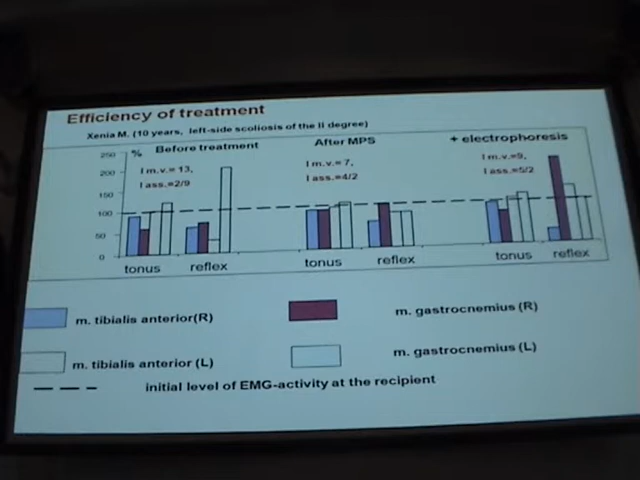 Efficiency of treatment
Xenia M. (10 years, left-side scoliosis of the II degree)
Before treatment After MPS + electrophoresis
250 %
200
150
100
50
0
I m.v.= 13,
I ass.=2/9
I m.v.= 7,
I ass.=4/2
I m.v.=9,
I ass.=5/2
tonus reflex tonus reflex tonus reflex
m. tibialis anterior(R) m. gastrocnemius (R)
m. tibialis anterior (L) m. gastrocnemius (L)
initial level of EMG-activity at the recipient